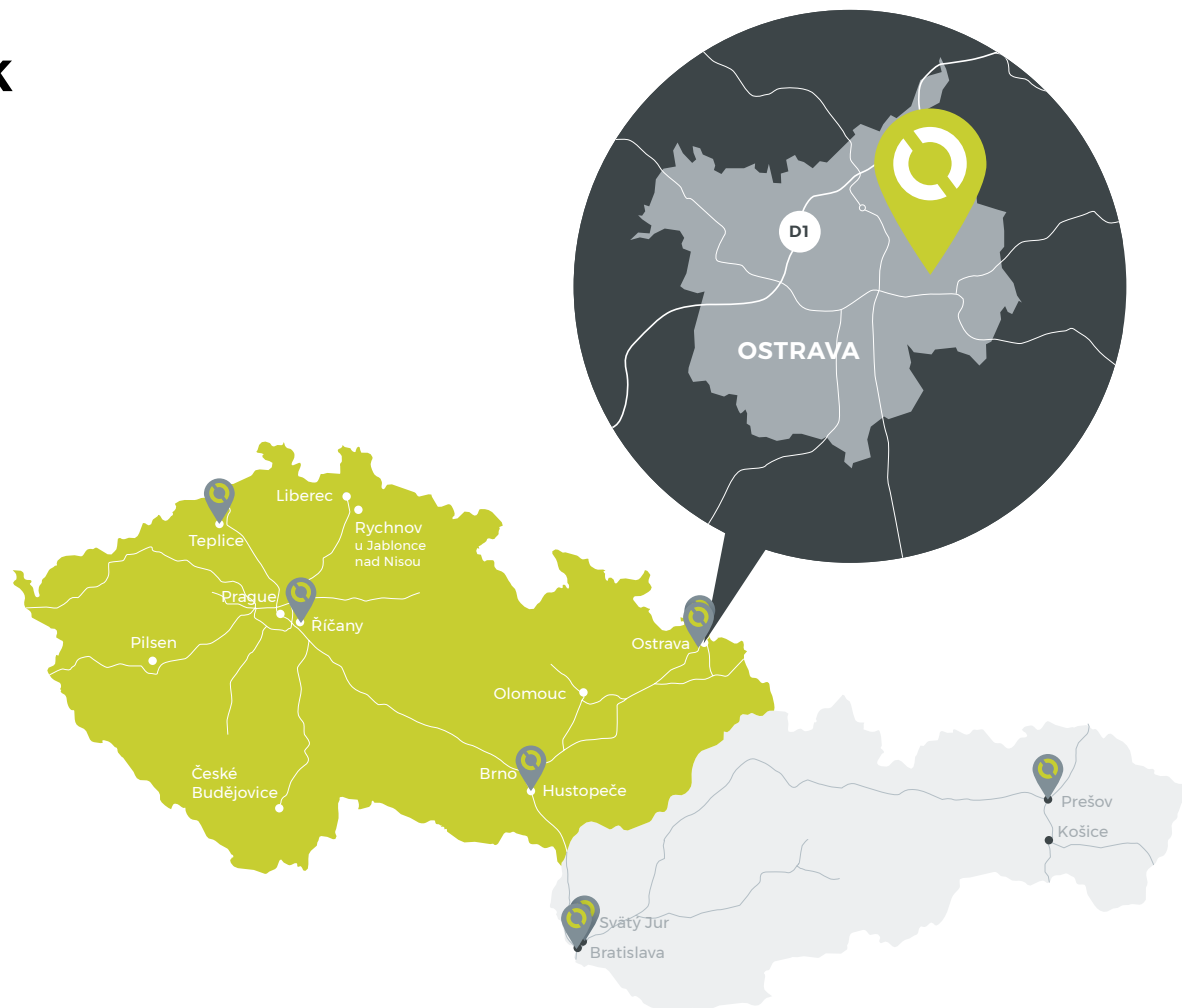 k
D1
OSTRAVA
Liberec
Rychnov
u Jablonce
nad Nisou
Teplice
Prague
Říčany
Pilsen
Ostrava
Olomouc
České
Budějovice
Brno
Hustopeče
Prešov
Košice
Svätý Jur
Bratislava